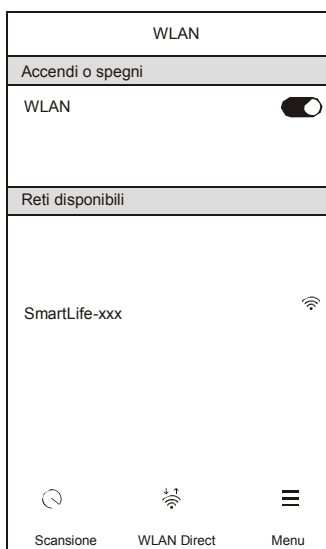 WLAN
Accendi o spegni
WLAN
Reti disponibili
SmartLife-xxx
Scansione WLAN Direct Menu